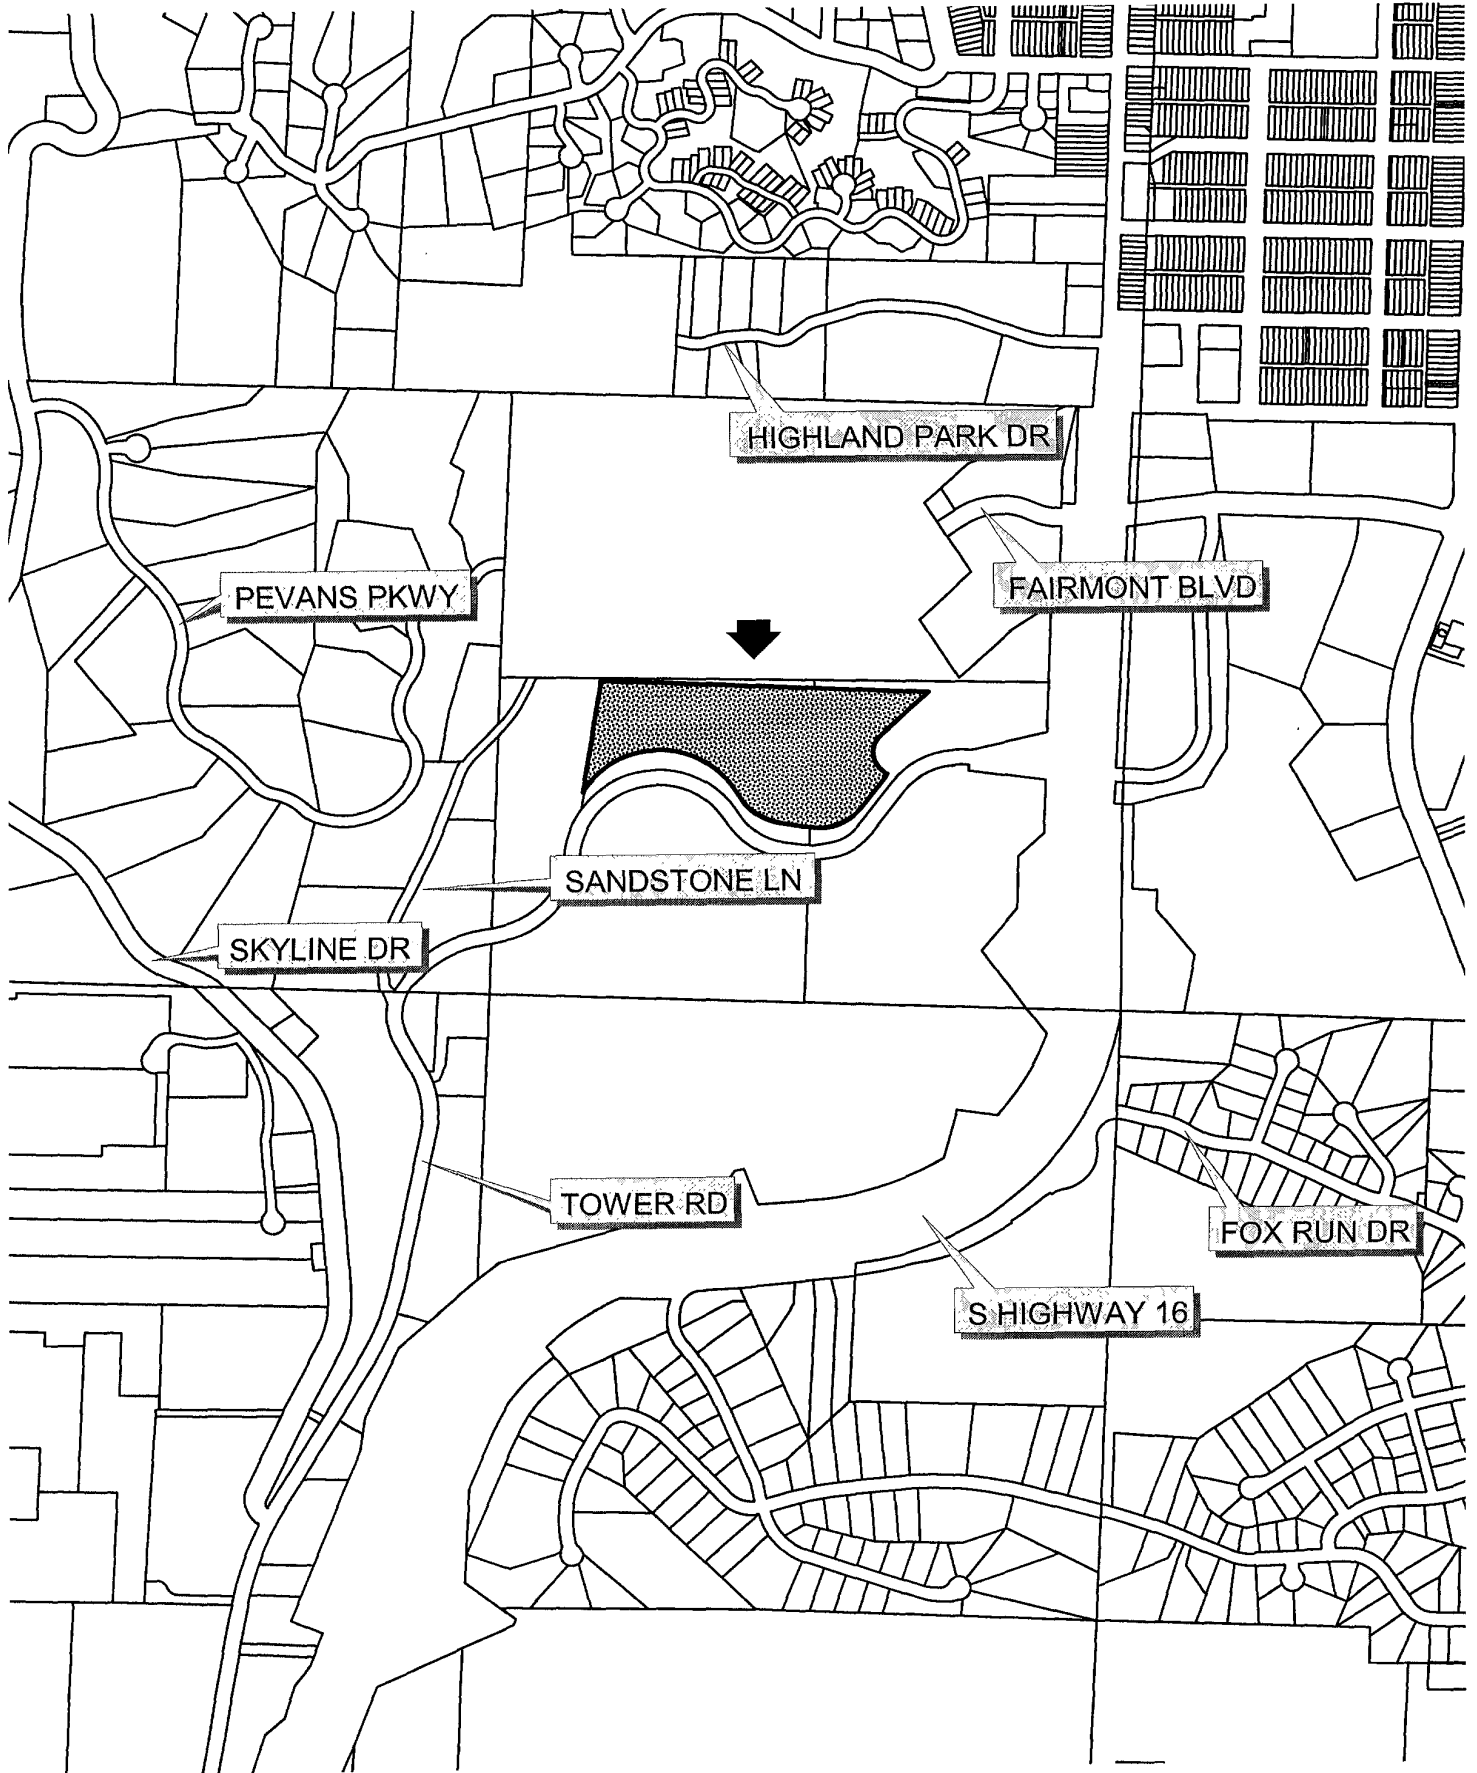 HIGHLAND PARK DR
FAIRMONT BLVD
PEVANS PKWY
SANDSTONE LN
SKYLINE DR
TOWER RD
FOX RUN DR
S HIGHWAY 16